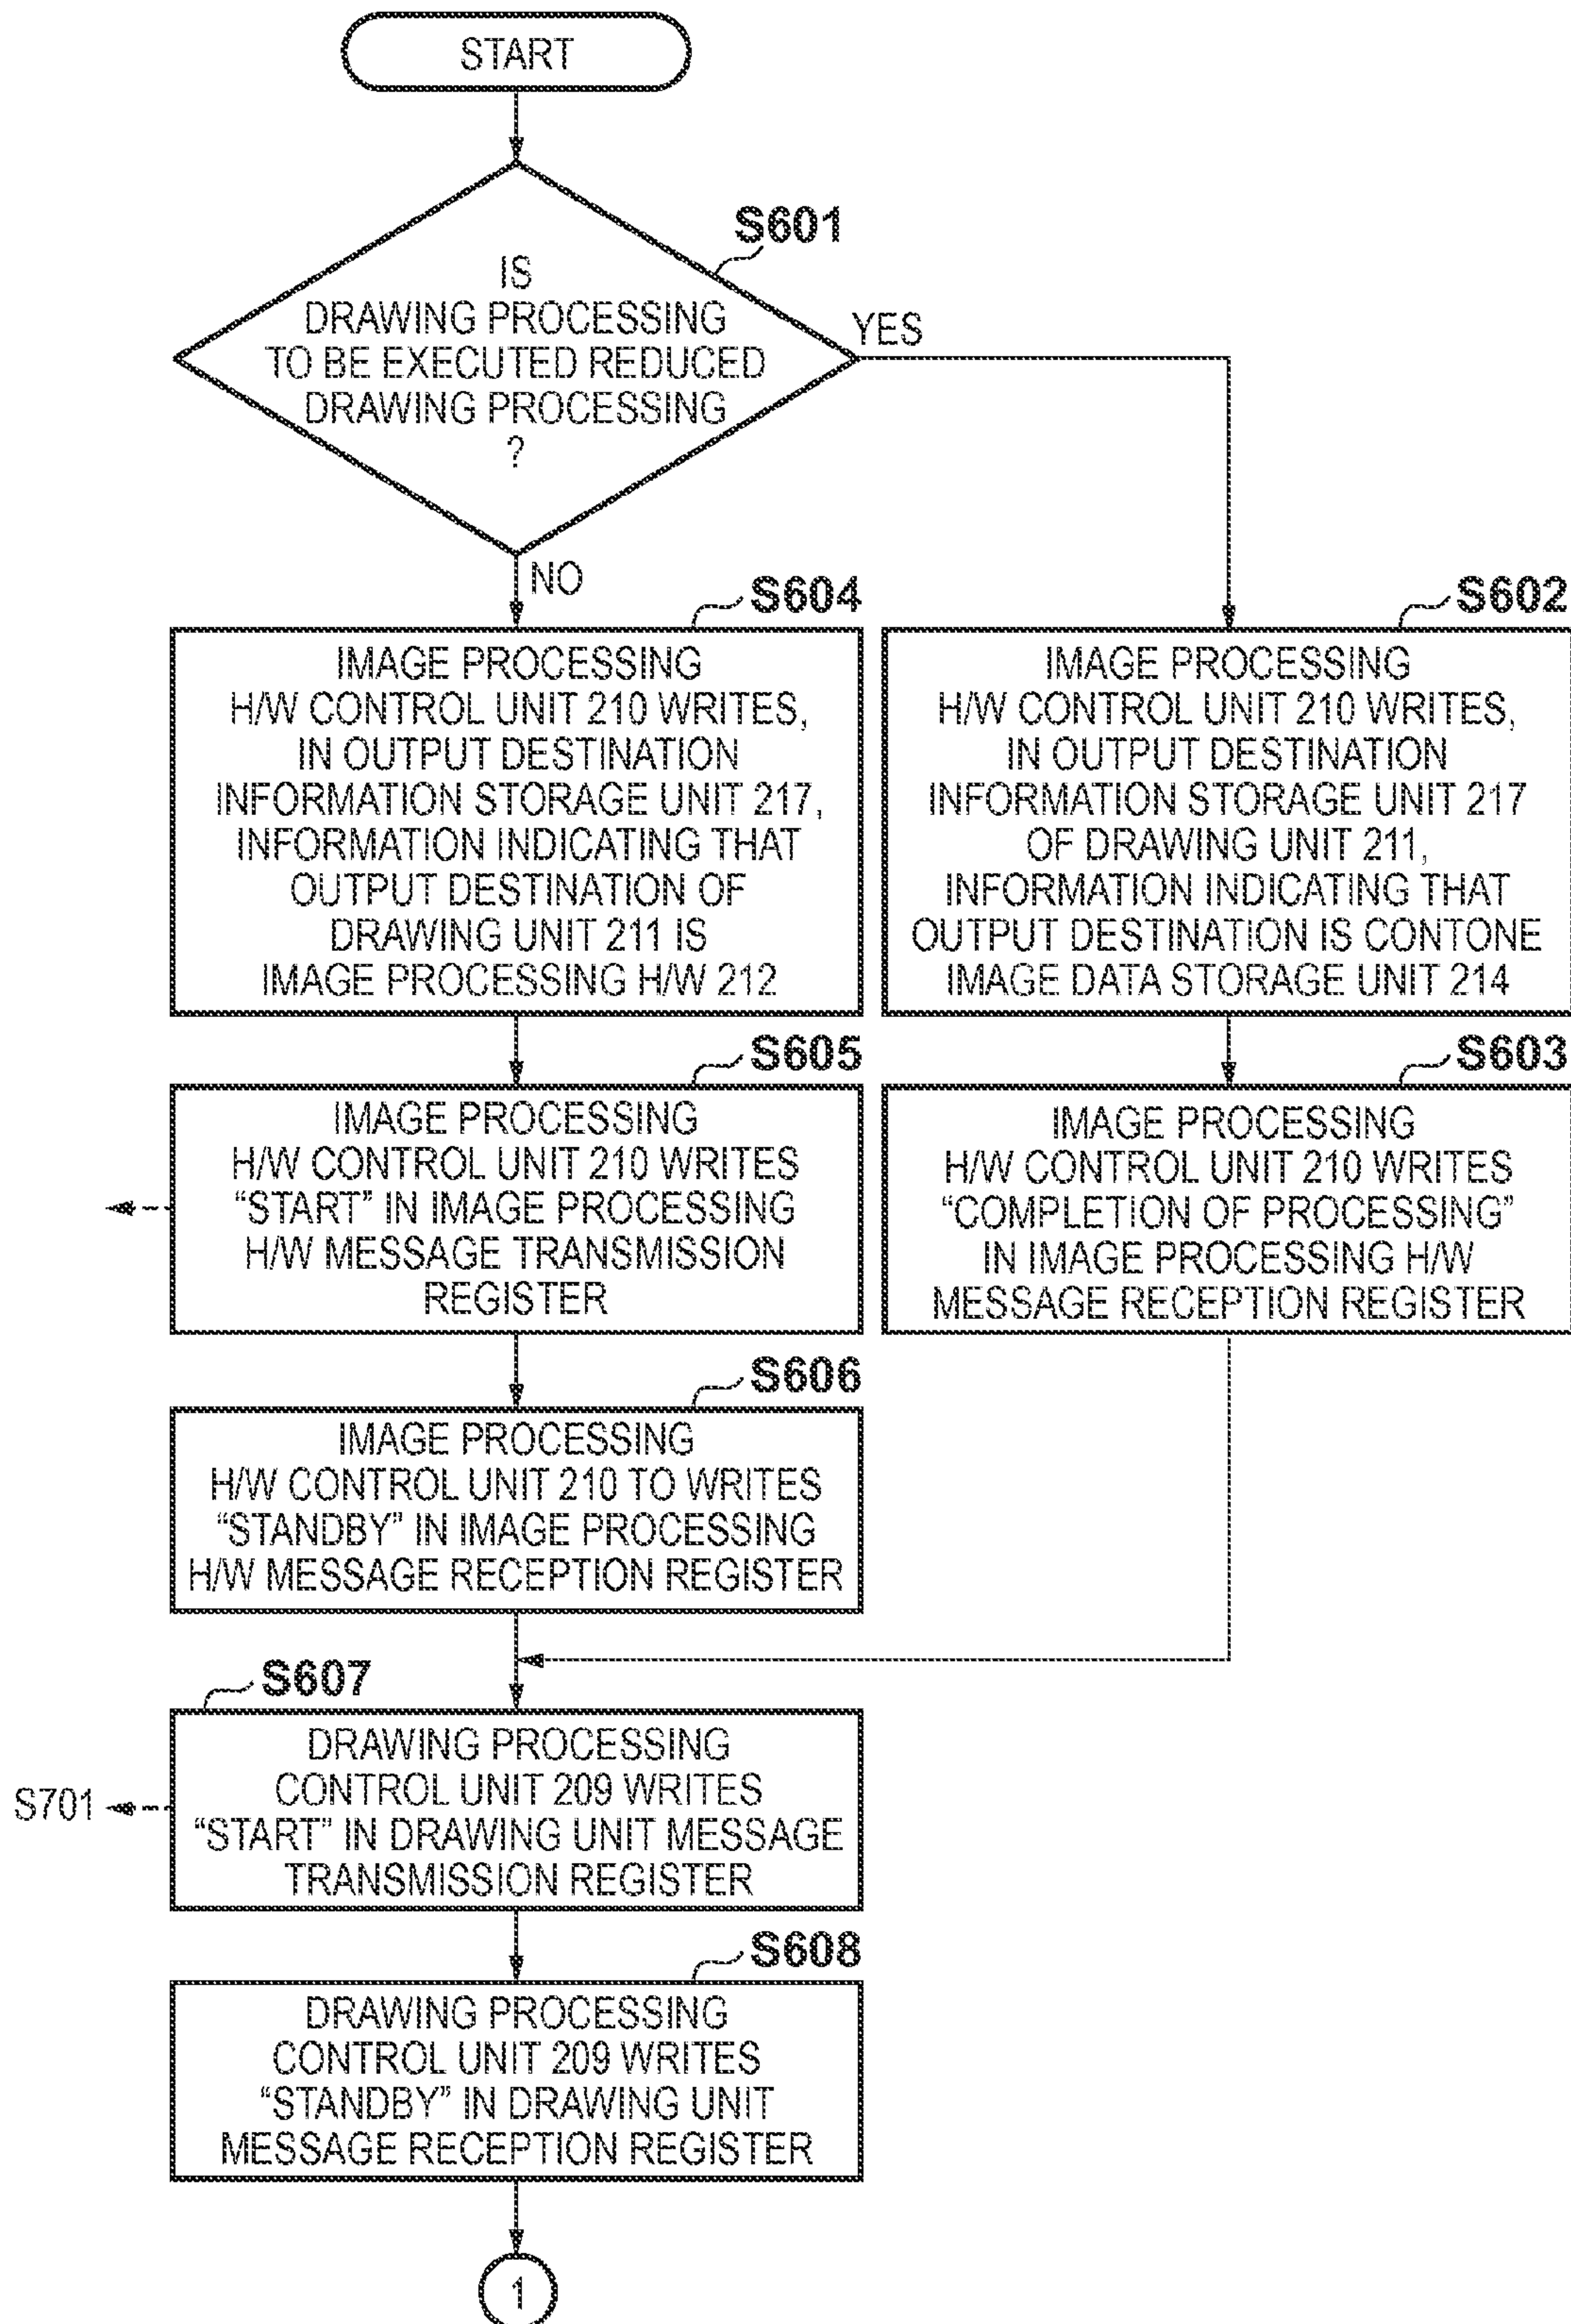 START
S601
IS
DRAWING PROCESSING
TO BE EXECUTED REDUCED
DRAWING PROCESSING
?
YES
NO
S604
IMAGE PROCESSING
H/W CONTROL UNIT 210 WRITES,
IN OUTPUT DESTINATION
INFORMATION STORAGE UNIT 217,
INFORMATION INDICATING THAT
OUTPUT DESTINATION OF
DRAWING UNIT 211 IS
IMAGE PROCESSING H/W 212
S602
IMAGE PROCESSING
H/W CONTROL UNIT 210 WRITES,
IN OUTPUT DESTINATION
INFORMATION STORAGE UNIT 217
OF DRAWING UNIT 211,
INFORMATION INDICATING THAT
OUTPUT DESTINATION IS CONTONE
IMAGE DATA STORAGE UNIT 214
S605
IMAGE PROCESSING
H/W CONTROL UNIT 210 WRITES
“START” IN IMAGE PROCESSING
H/W MESSAGE TRANSMISSION
REGISTER
S603
IMAGE PROCESSING
H/W CONTROL UNIT 210 WRITES
“COMPLETION OF PROCESSING”
IN IMAGE PROCESSING H/W
MESSAGE RECEPTION REGISTER
S606
IMAGE PROCESSING
H/W CONTROL UNIT 210 TO WRITES
“STANDBY” IN IMAGE PROCESSING
H/W MESSAGE RECEPTION REGISTER
S607
DRAWING PROCESSING
CONTROL UNIT 209 WRITES
“START” IN DRAWING UNIT MESSAGE
TRANSMISSION REGISTER
S701
S608
DRAWING PROCESSING
CONTROL UNIT 209 WRITES
“STANDBY” IN DRAWING UNIT
MESSAGE RECEPTION REGISTER
1